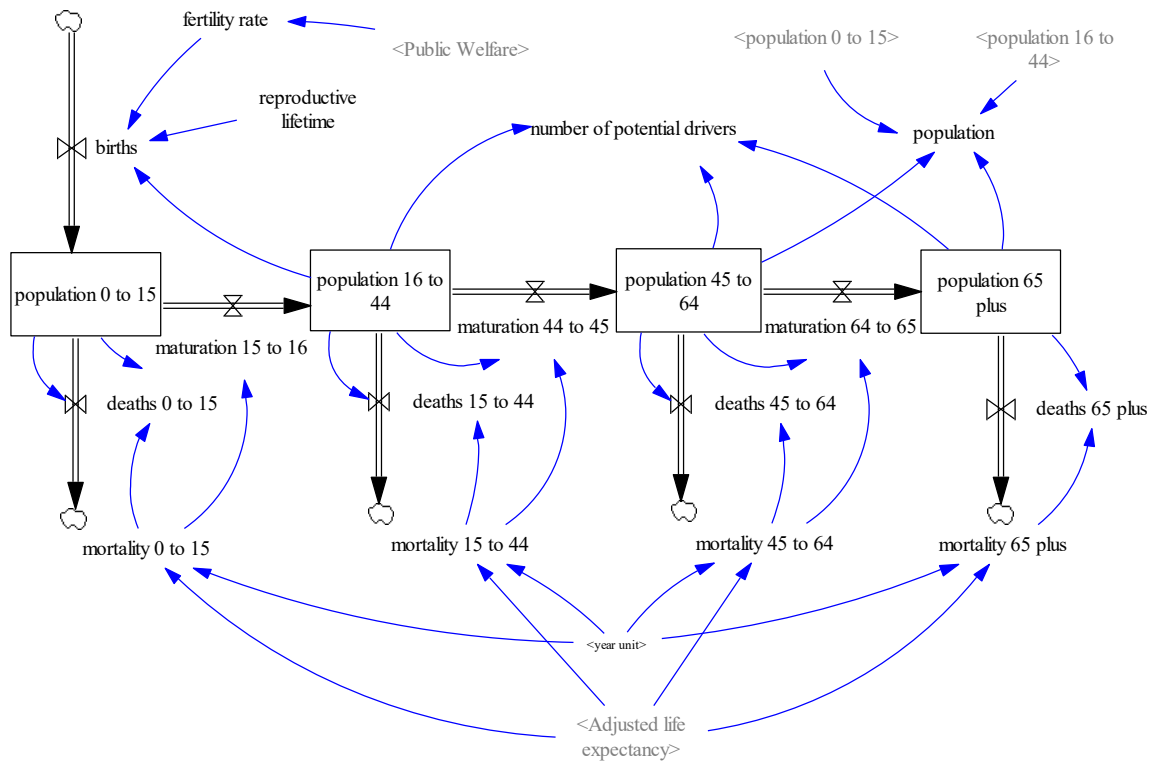 fertility rate
<Public Welfare>
<population 0 to 15>
<population 16 to
44>
reproductive
lifetime
births
number of potential drivers
population
population 0 to 15
population 16 to
44
population 45 to
64
population 65
plus
maturation 15 to 16
maturation 44 to 45
maturation 64 to 65
deaths 0 to 15
deaths 15 to 44
deaths 45 to 64
deaths 65 plus
mortality 0 to 15
mortality 15 to 44
mortality 45 to 64
mortality 65 plus
<year unit>
<Adjusted life
expectancy>